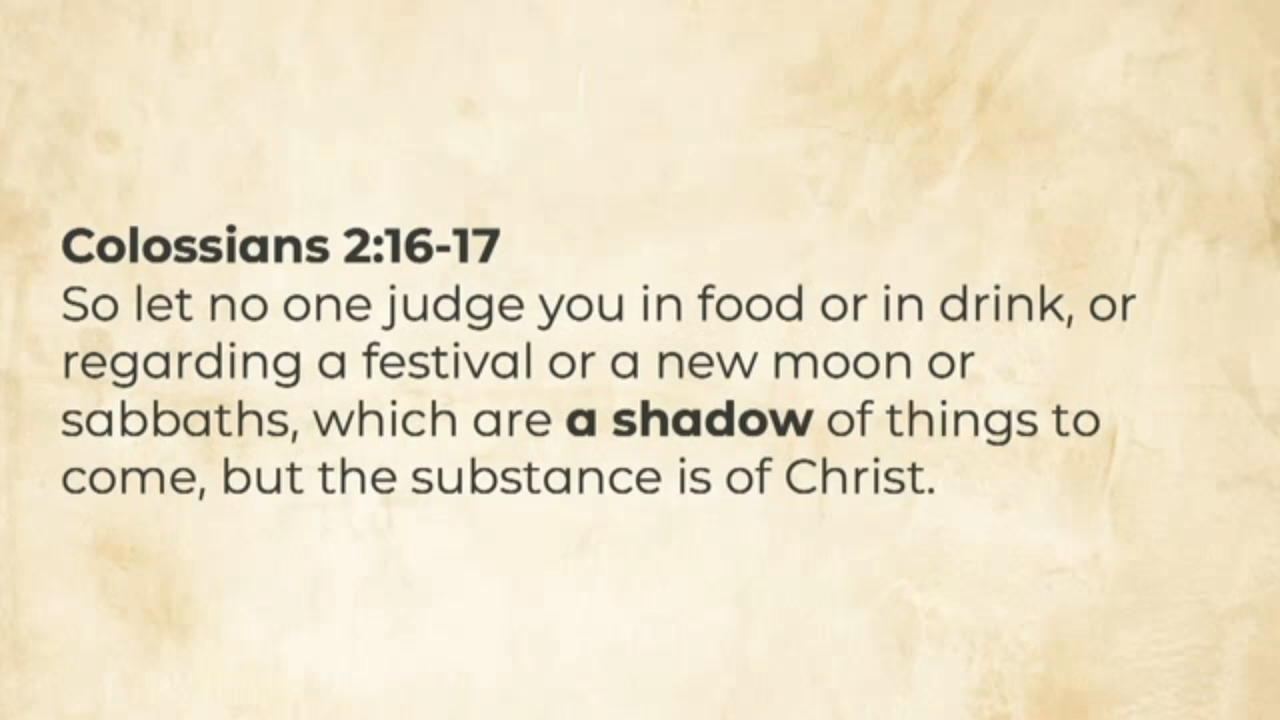 Colossians 2:16-17
So let no one judge you in food or in drink, or
regarding a festival or a new moon or
sabbaths, which are a shadow of things to
come, but the substance is of Christ.